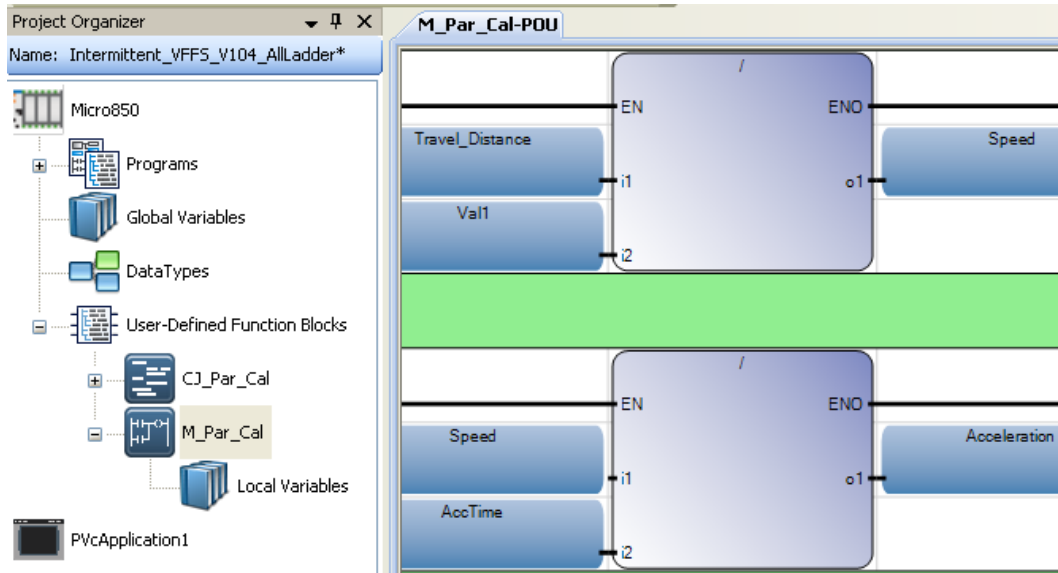 Project Organizer
Name: Intermittent_VFFS_V104_AllLadder*
Micro850
Programs
Global Variables
DataTypes
User-Defined Function Blocks
CJ_Par_Cal
M_Par_Cal
Local Variables
PVcApplication1
M_Par_Cal-POU
/
EN ENO
Travel_Distance Speed
i1 o1
Val1
i2
/
EN ENO
Speed Acceleration
i1 o1
AccTime
i2